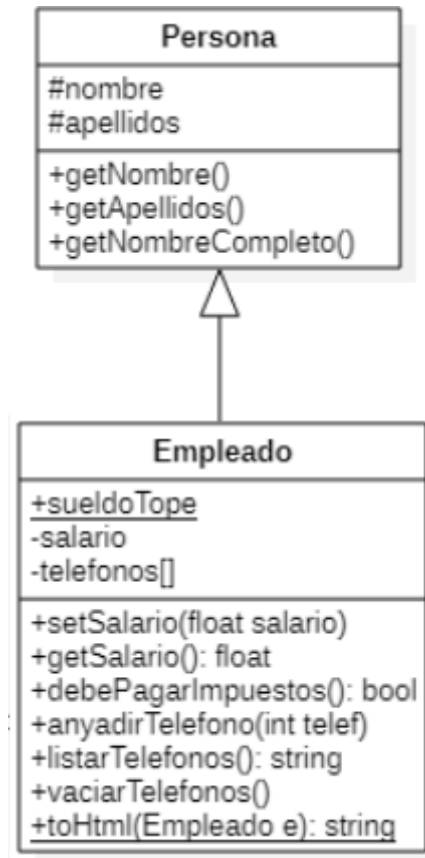 Persona
#nombre
#apellidos
+getNombre()
+getApellidos()
+getNombreCompleto()
Empleado
+sueldoTope
-salario
-telefonos[]
+setSalario(float salario)
+getSalario(): float
+debePagarImpuestos(): bool
+anyadirTelefono(int telef)
+listarTelefonos(): string
+vaciarTelefonos()
+toHtml(Empleado e): string